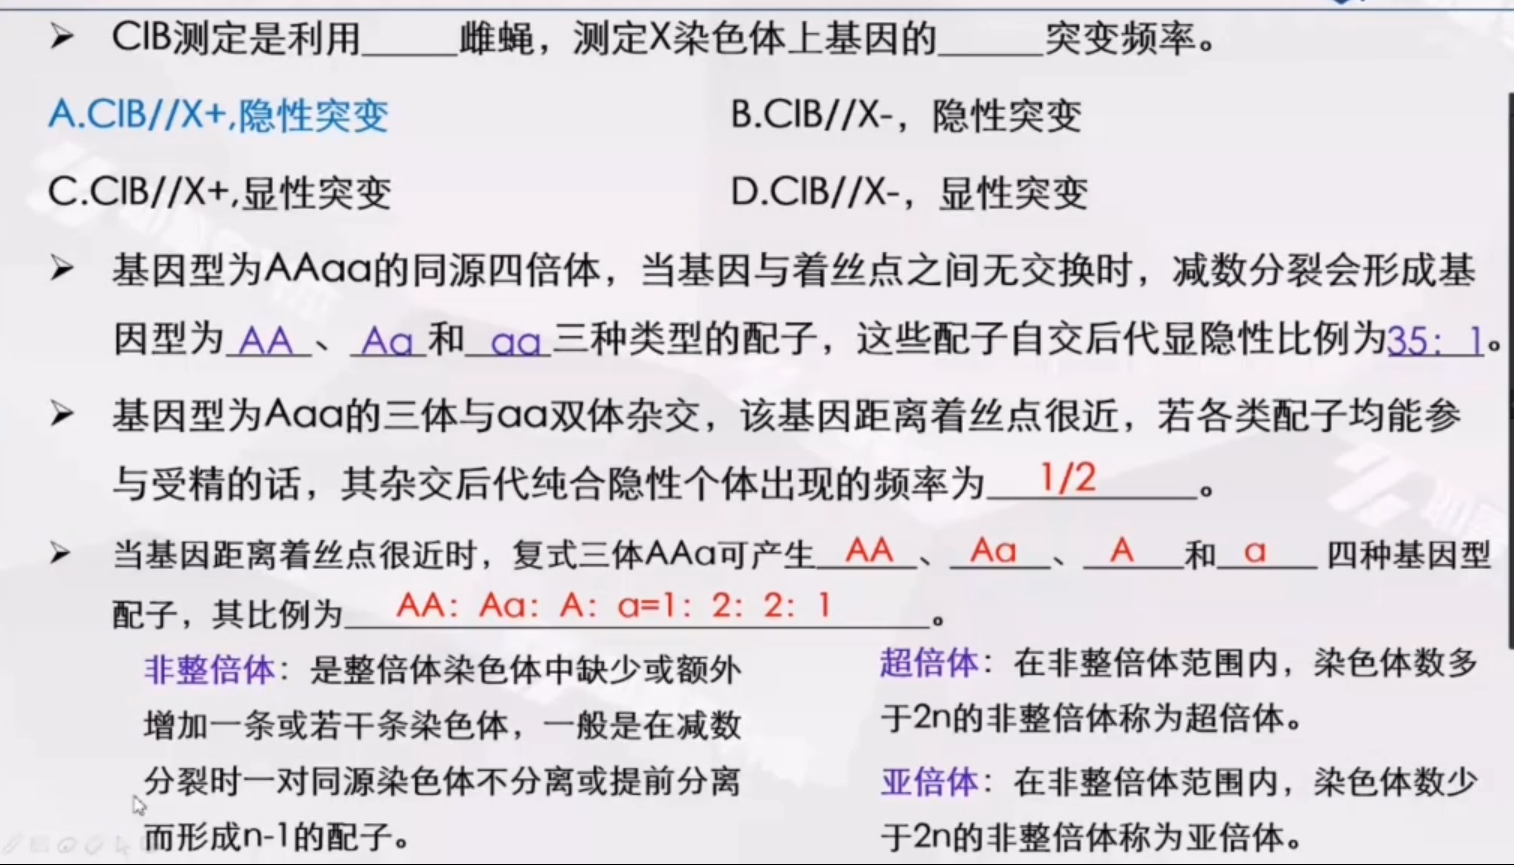 ➢ ClB测定是利用_____雌蝇，测定X染色体上基因的_____突变频率。
A.ClB//X+,隐性突变
B.ClB//X-，隐性突变
C.ClB//X+,显性突变
D.ClB//X-，显性突变
➢ 基因型为AAaa的同源四倍体，当基因与着丝点之间无交换时，减数分裂会形成基
因型为 AA 、 Aa 和 aa 三种类型的配子，这些配子自交后代显隐性比例为35：1。
➢ 基因型为Aaa的三体与aa双体杂交，该基因距离着丝点很近，若各类配子均能参
与受精的话，其杂交后代纯合隐性个体出现的频率为 1/2 。
➢ 当基因距离着丝点很近时，复式三体AAa可产生 AA 、 Aa 、 A 和 a 四种基因型
配子，其比例为 AA：Aa：A：a=1：2：2：1 。
非整倍体：是整倍体染色体中缺少或额外
增加一条或若干条染色体，一般是在减数
分裂时一对同源染色体不分离或提前分离
而形成n-1的配子。
超倍体：在非整倍体范围内，染色体数多
于2n的非整倍体称为超倍体。
亚倍体：在非整倍体范围内，染色体数少
于2n的非整倍体称为亚倍体。